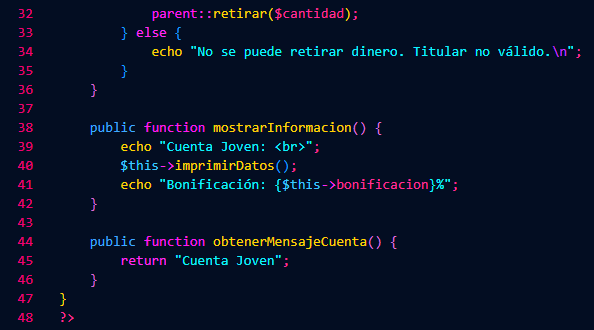 32 parent::retirar($cantidad);
33 } else {
34 echo "No se puede retirar dinero. Titular no válido.\n";
35 }
36 }
37
38 public function mostrarInformacion() {
39 echo "Cuenta Joven: <br>";
40 $this->imprimirDatos();
41 echo "Bonificación: {$this->bonificacion}%";
42 }
43
44 public function obtenerMensajeCuenta() {
45 return "Cuenta Joven";
46 }
47 }
48 ?>